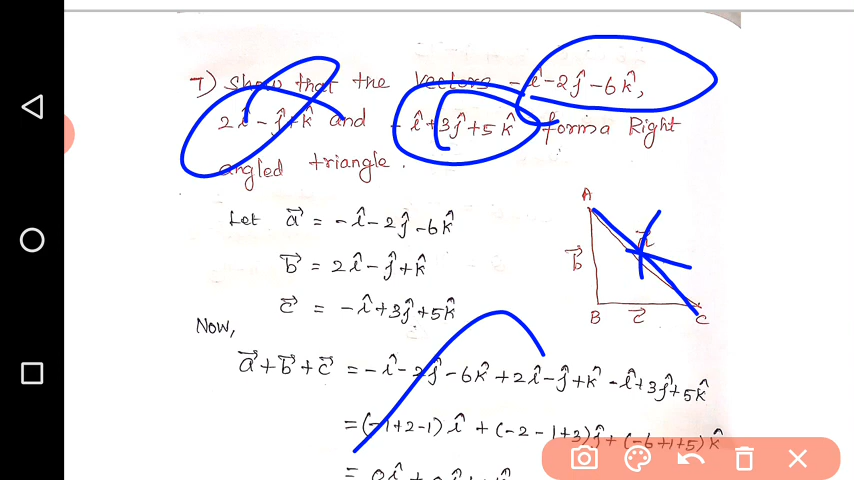 7) Show that the vectors -î-2ĵ-6k̂,
2î-ĵ+k̂ and -î+3ĵ+5k̂ forma Right
angled triangle.
Let a⃗ = -î-2ĵ-6k̂
b⃗ = 2î-ĵ+k̂
c⃗ = -î+3ĵ+5k̂
A
b⃗
a⃗
B c⃗ C
Now,
a⃗+b⃗+c⃗ = -î-2ĵ-6k̂+2î-ĵ+k̂-î+3ĵ+5k̂
=(-1+2-1)î+(-2-1+3)ĵ+(-6+1+5)k̂